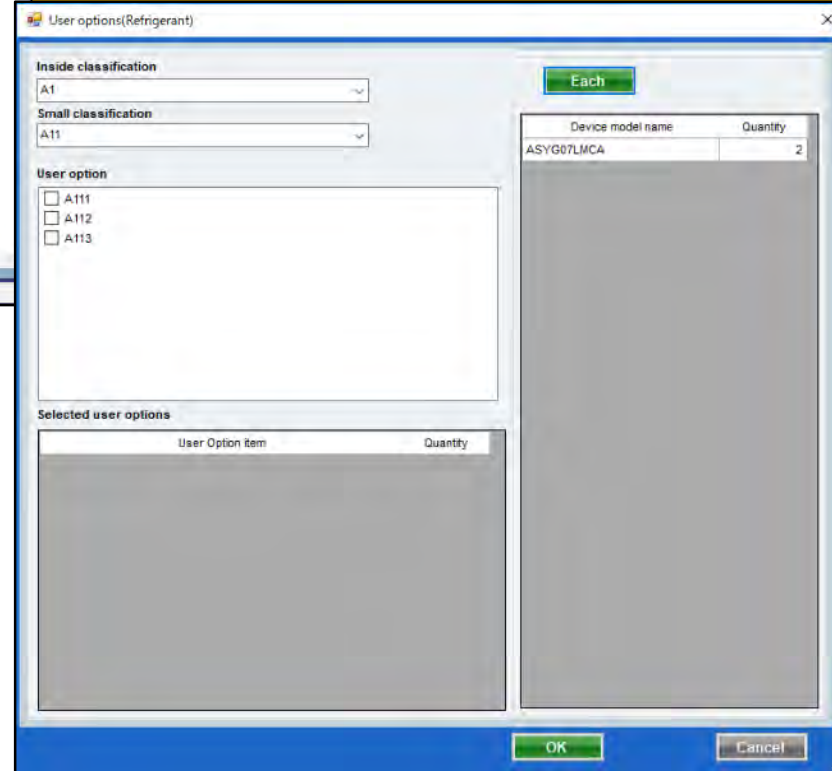 User options(Refrigerant)
Inside classification
A1
Small classification
A11
User option
A111
A112
A113
Selected user options
User Option item Quantity
Each
Device model name Quantity
ASYG07LMCA 2
OK Cancel